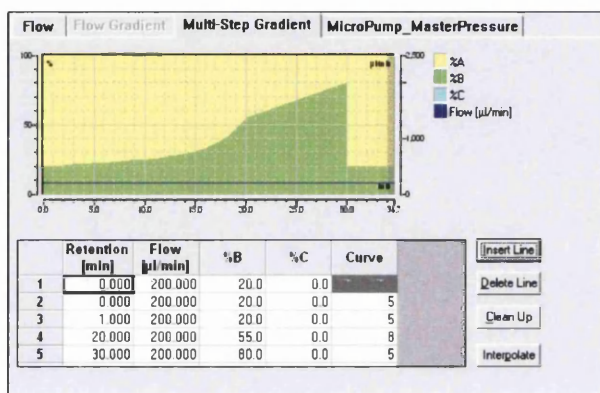 Flow Flow Gradient Multi-Step Gradient MicroPump_MasterPressure
100 % 2,500
%A
%B
%C
Flow [µl/min]
50 1,000
0
0.0 5.0 10.0 15.0 20.0 25.0 30.0
Retention [min] Flow [µl/min] %B %C Curve
1 0.000 200.000 20.0 0.0
2 0.000 200.000 20.0 0.0 5
3 1.000 200.000 20.0 0.0 5
4 20.000 200.000 55.0 0.0 8
5 30.000 200.000 80.0 0.0 5
Insert Line
Delete Line
Clean Up
Interpolate